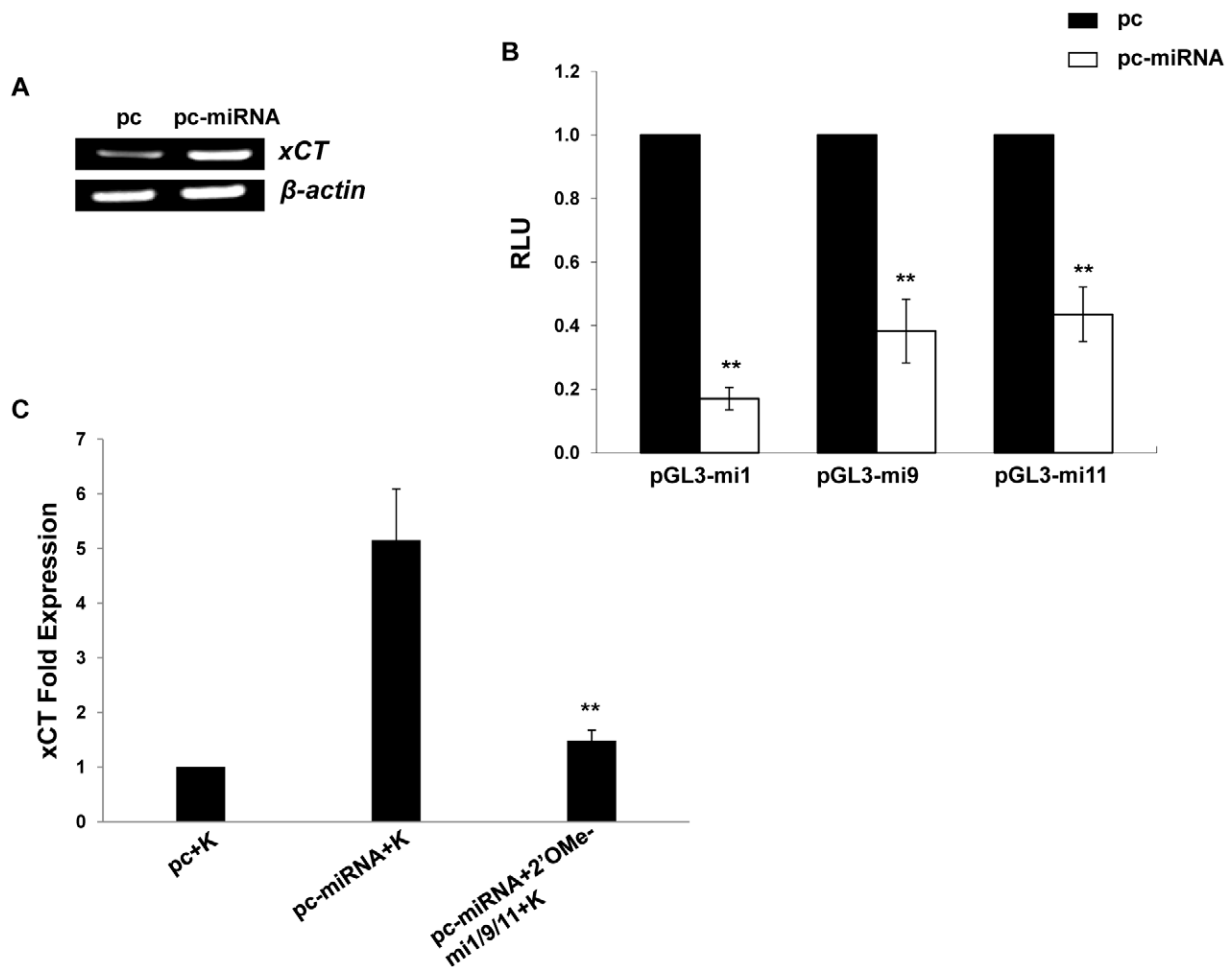 A
pc pc-miRNA
xCT
β-actin
B
pc
pc-miRNA
1.2
1.0
0.8
0.6
0.4
0.2
0.0
RLU
**
**
**
pGL3-mi1 pGL3-mi9 pGL3-mi11
C
7
6
5
4
3
2
1
0
xCT Fold Expression
**
pc+K
pc-miRNA+K
pc-miRNA+2'OMe-
mi1/9/11+K